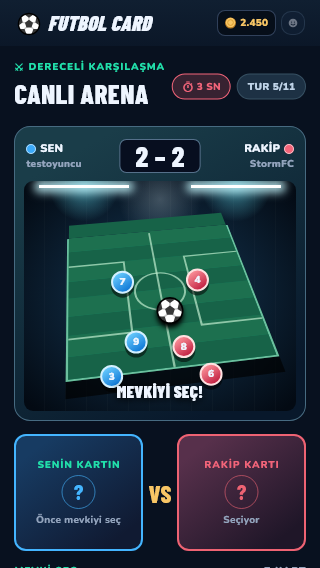 FUTBOL CARD
2.450
DERECELİ KARŞILAŞMA
CANLI ARENA
3 SN
TUR 5/11
SEN
testoyuncu
2 – 2
RAKİP
StormFC
7
4
9
8
3
6
MEVKİYİ SEÇ!
SENİN KARTIN
?
Önce mevkiyi seç
VS
RAKİP KARTI
?
Seçiyor